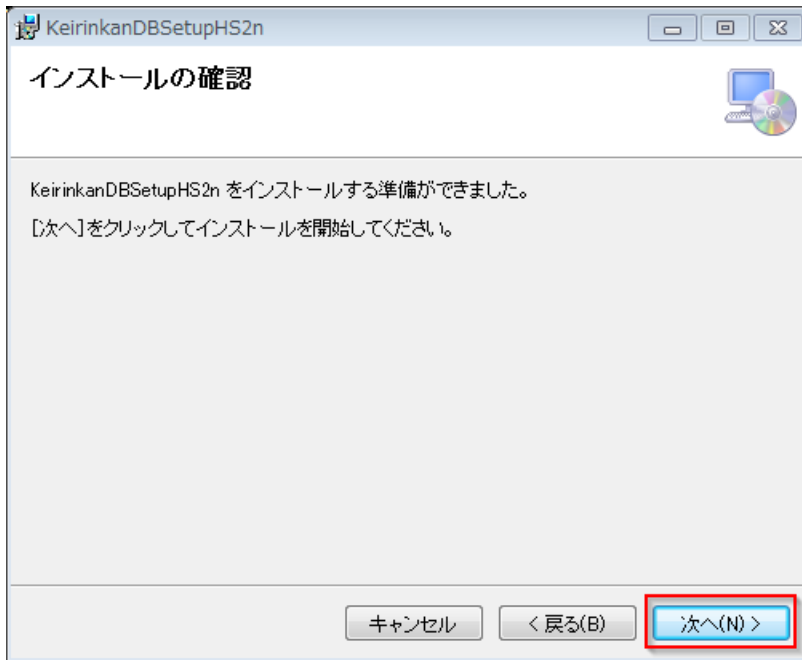 KeirinkanDBSetupHS2n
インストールの確認
KeirinkanDBSetupHS2n をインストールする準備ができました。
[次へ]をクリックしてインストールを開始してください。
キャンセル
< 戻る(B)
次へ(N) >